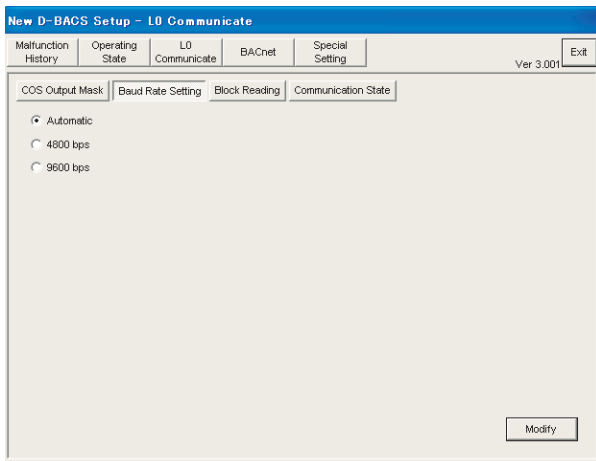 New D-BACS Setup - L0 Communicate
Malfunction History
Operating State
L0 Communicate
BACnet
Special Setting
Ver 3.001
Exit
COS Output Mask
Baud Rate Setting
Block Reading
Communication State
Automatic
4800 bps
9600 bps
Modify